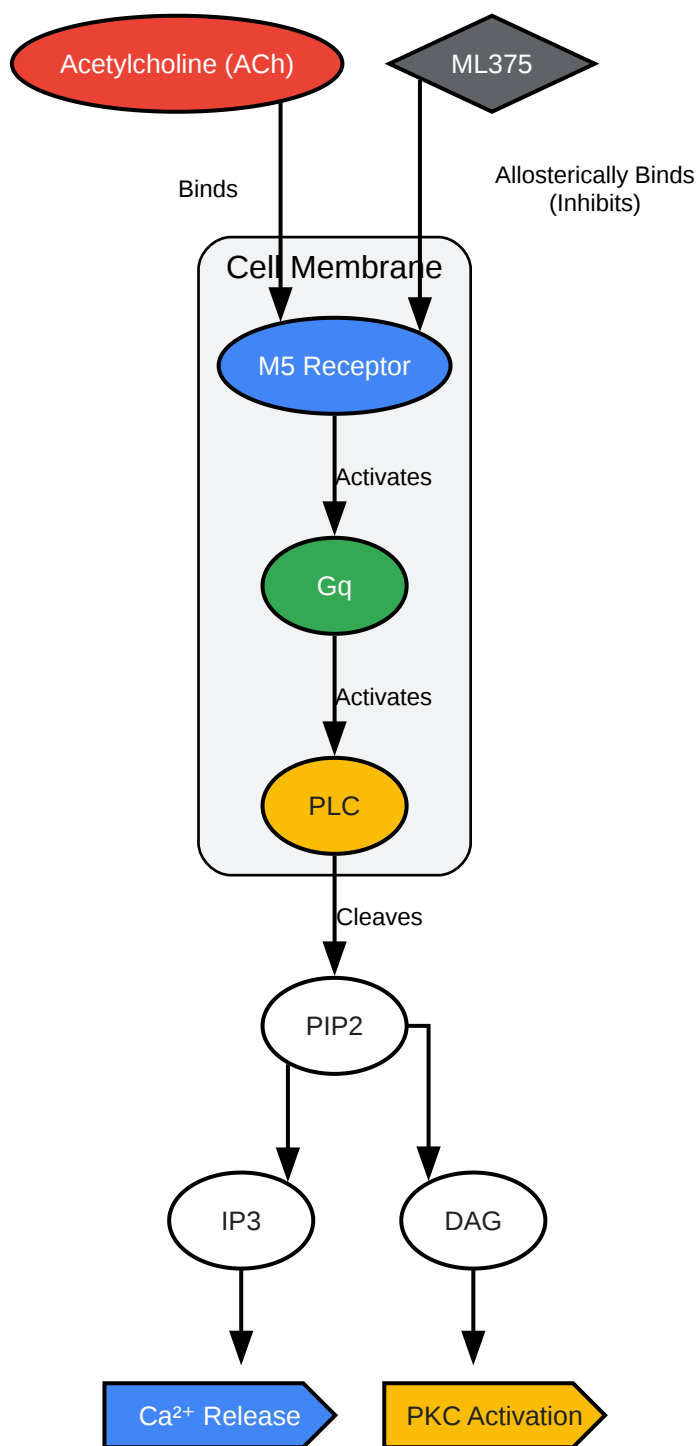 Acetylcholine (ACh)
ML375
Binds
Allosterically Binds
(Inhibits)
Cell Membrane
M5 Receptor
Activates
Gq
Activates
PLC
Cleaves
PIP2
IP3
DAG
Ca²⁺ Release
PKC Activation